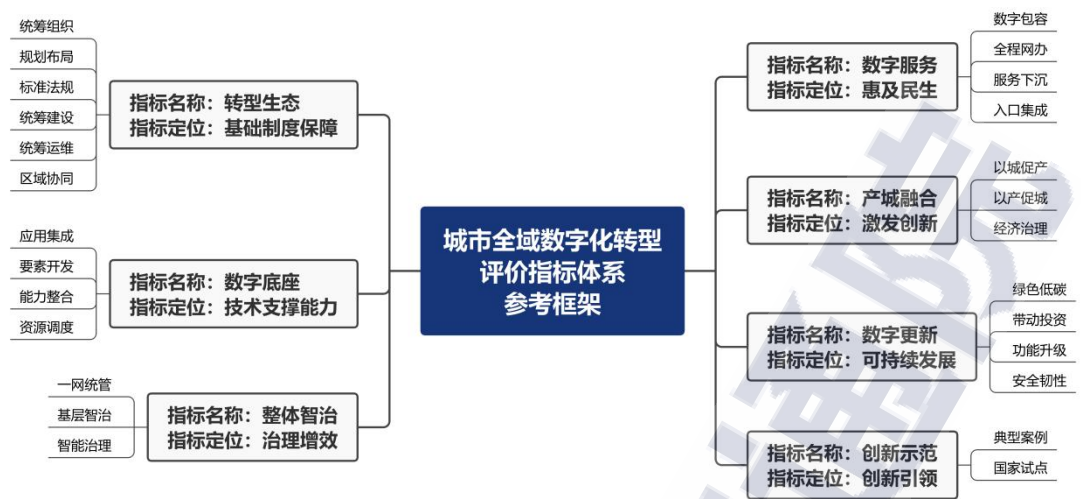 城市全域数字化转型
评价指标体系
参考框架
统筹组织
规划布局
标准法规
统筹建设
统筹运维
区域协同
指标名称：转型生态
指标定位：基础制度保障
应用集成
要素开发
能力整合
资源调度
指标名称：数字底座
指标定位：技术支撑能力
一网统管
基层智治
智能治理
指标名称：整体智治
指标定位：治理增效
指标名称：数字服务
指标定位：惠及民生
数字包容
全程网办
服务下沉
入口集成
指标名称：产城融合
指标定位：激发创新
以城促产
以产促城
经济治理
指标名称：数字更新
指标定位：可持续发展
绿色低碳
带动投资
功能升级
安全韧性
指标名称：创新示范
指标定位：创新引领
典型案例
国家试点